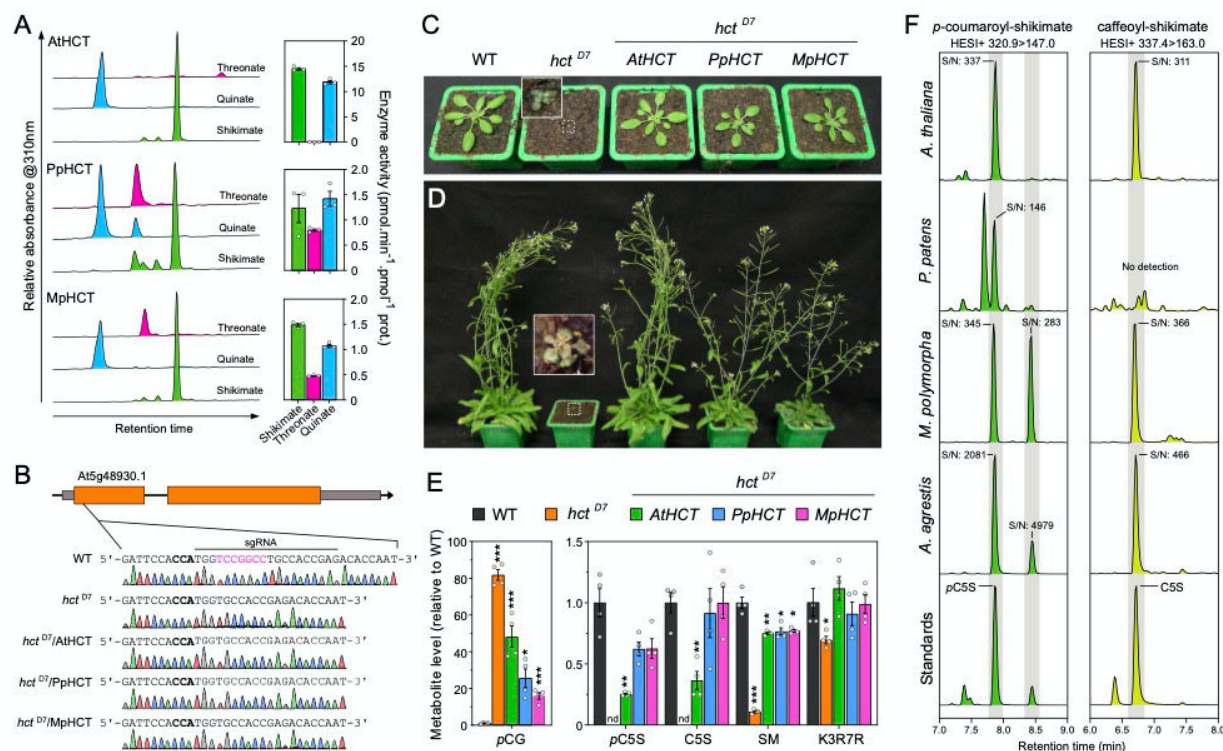 A
AtHCT
Threonate
Quinate
Shikimate
PpHCT
Threonate
Quinate
Shikimate
MpHCT
Threonate
Quinate
Shikimate
Relative absorbance @310nm
Retention time
20
15
10
5
0
2.0
1.5
1.0
0.5
0
2.0
1.5
1.0
0.5
0
Enzyme activity (pmol.min⁻¹ .pmol⁻¹ prot.)
Shikimate
Threonate
Quinate
B
At5g48930.1
sgRNA
WT 5'-GATTCCACCATGGTCCGGCCTGCCACCGAGACACCAAT-3'
hct D7 5'-GATTCCACCATGGTGCCACCGAGACACCAAT-3'
hct D7/AtHCT 5'-GATTCCACCATGGTGCCACCGAGACACCAAT-3'
hct D7/PpHCT 5'-GATTCCACCATGGTGCCACCGAGACACCAAT-3'
hct D7/MpHCT 5'-GATTCCACCATGGTGCCACCGAGACACCAAT-3'
C
hct D7
WT hct D7 AtHCT PpHCT MpHCT
D
E
hct D7
WT hct D7 AtHCT PpHCT MpHCT
Metabolite level (relative to WT)
100
80
60
40
20
0
*** *** * ***
pCG
1.5
1.0
0.5
0
nd ** nd ** *** ** * * *
pC5S C5S SM K3R7R
F
p-coumaroyl-shikimate
HESI+ 320.9>147.0
caffeoyl-shikimate
HESI+ 337.4>163.0
A. thaliana
S/N: 337
S/N: 311
P. patens
S/N: 146
No detection
M. polymorpha
S/N: 345
S/N: 283
S/N: 366
A. agrestis
S/N: 2081
S/N: 4979
S/N: 466
Standards
pC5S
C5S
7.0 7.5 8.0 8.5 9.0
6.0 6.5 7.0 7.5 8.0
Retention time (min)